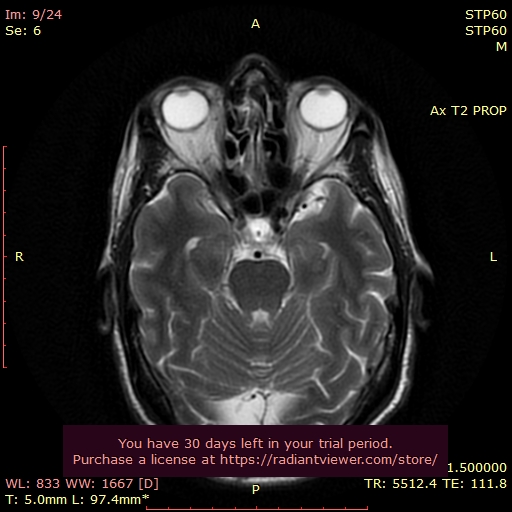 Im: 9/24
Se: 6
A
STP60
STP60
M
Ax T2 PROP
R
L
You have 30 days left in your trial period.
Purchase a license at https://radiantviewer.com/store/
1.500000
WL: 833 WW: 1667 [D]
T: 5.0mm L: 97.4mm*
P
TR: 5512.4 TE: 111.8